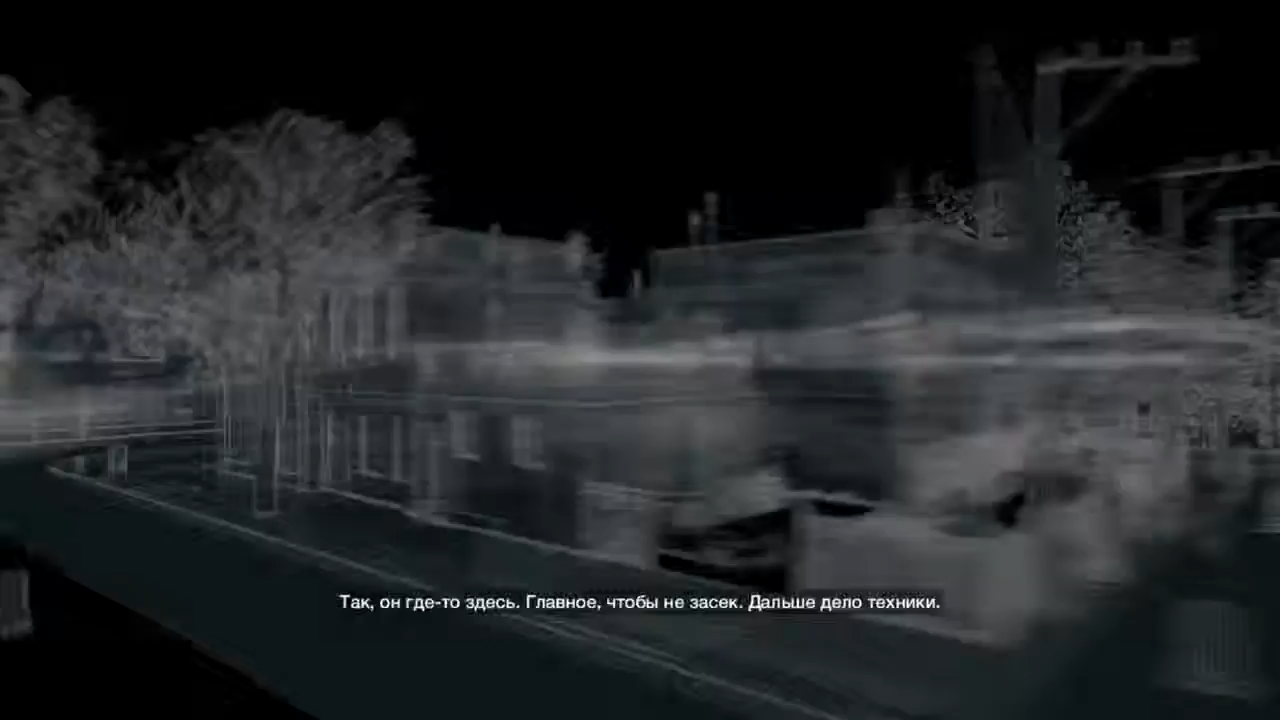 Так, он где-то здесь. Главное, чтобы не засек. Дальше дело техники.